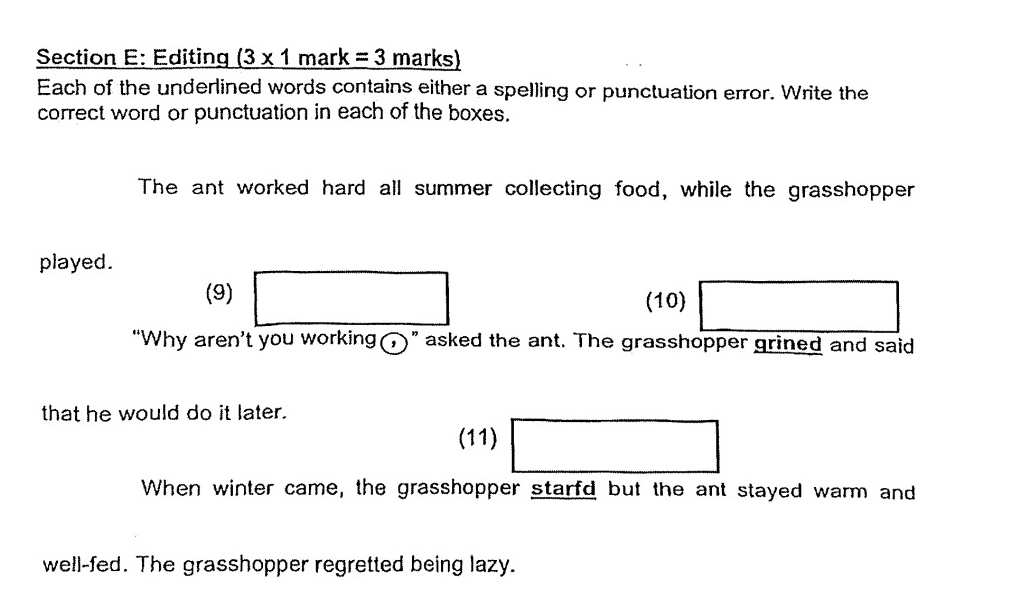 Section E: Editing (3 x 1 mark = 3 marks)
Each of the underlined words contains either a spelling or punctuation error. Write the
correct word or punctuation in each of the boxes.
The ant worked hard all summer collecting food, while the grasshopper
played.
(9) (10)
"Why aren't you working," asked the ant. The grasshopper grined and said
that he would do it later.
(11)
When winter came, the grasshopper starfd but the ant stayed warm and
well-fed. The grasshopper regretted being lazy.